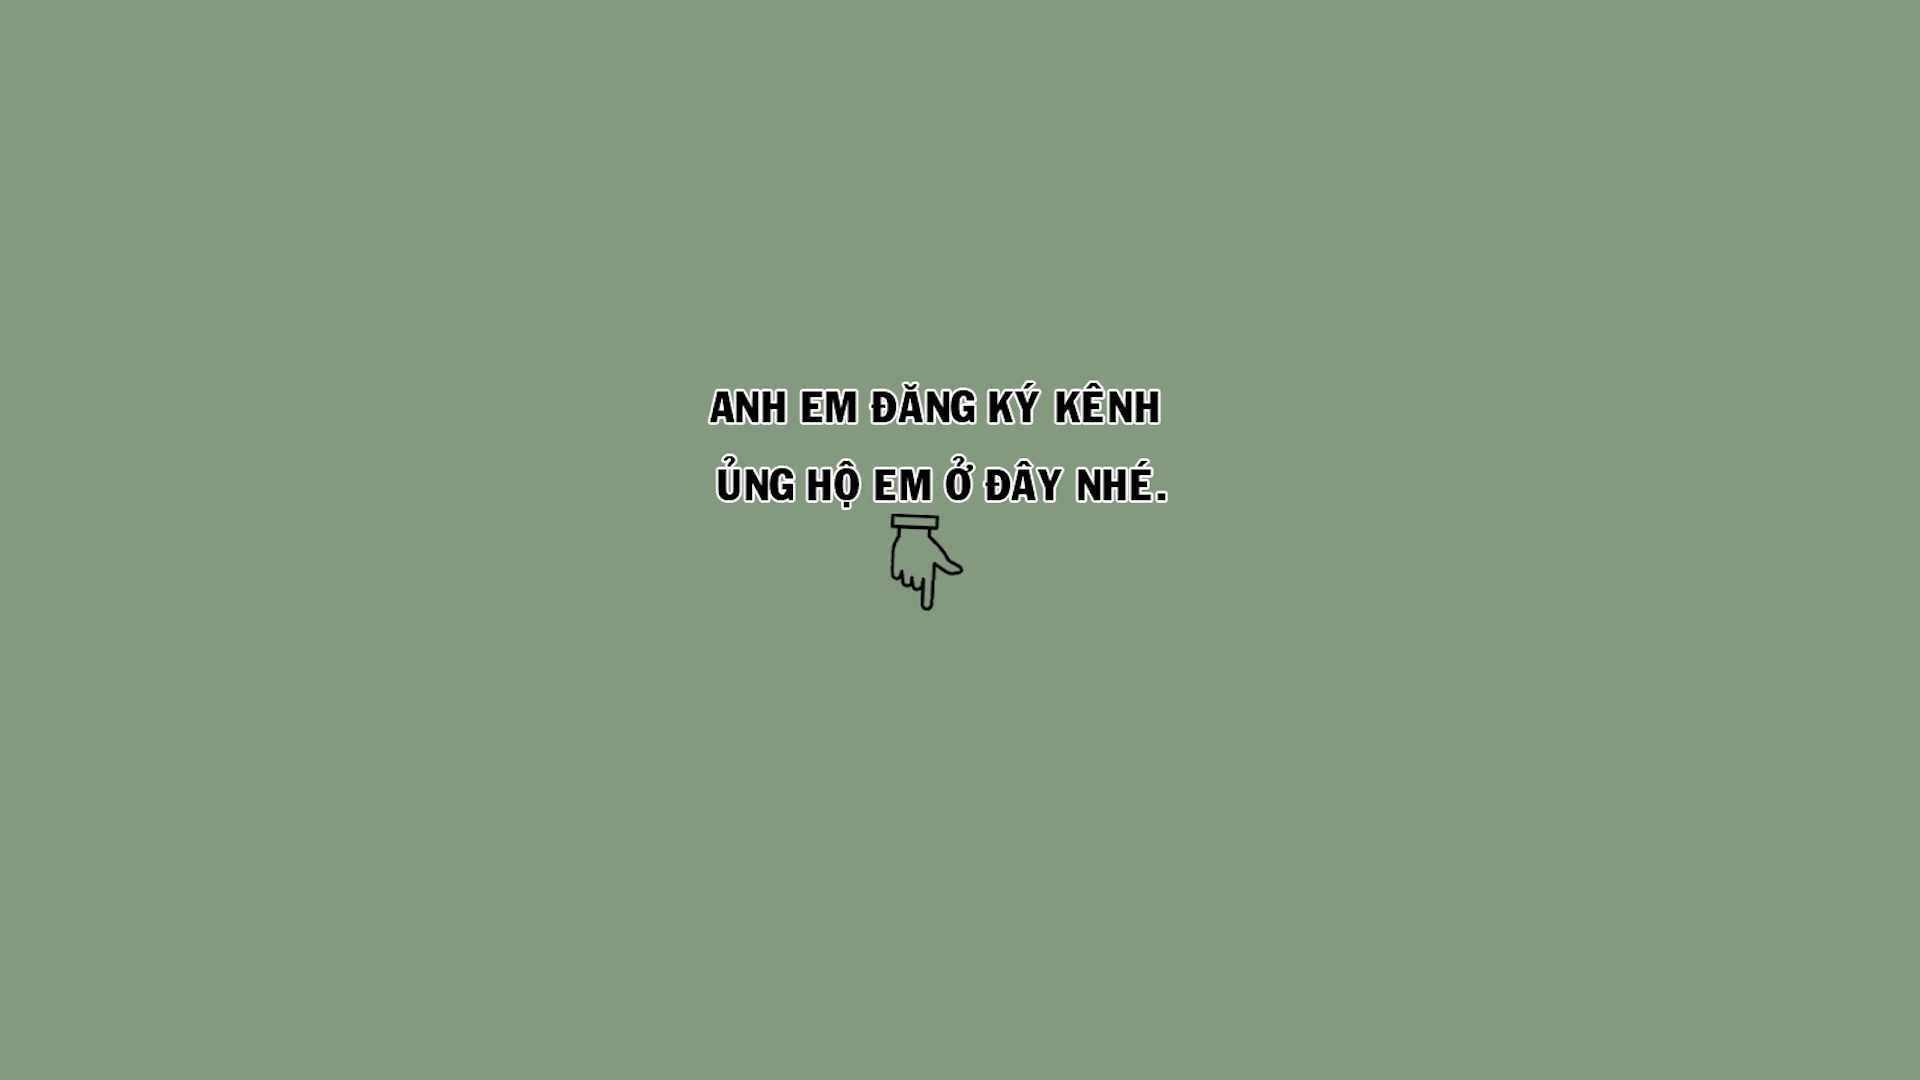 ANH EM ĐĂNG KÝ KÊNH
ỦNG HỘ EM Ở ĐÂY NHÉ.